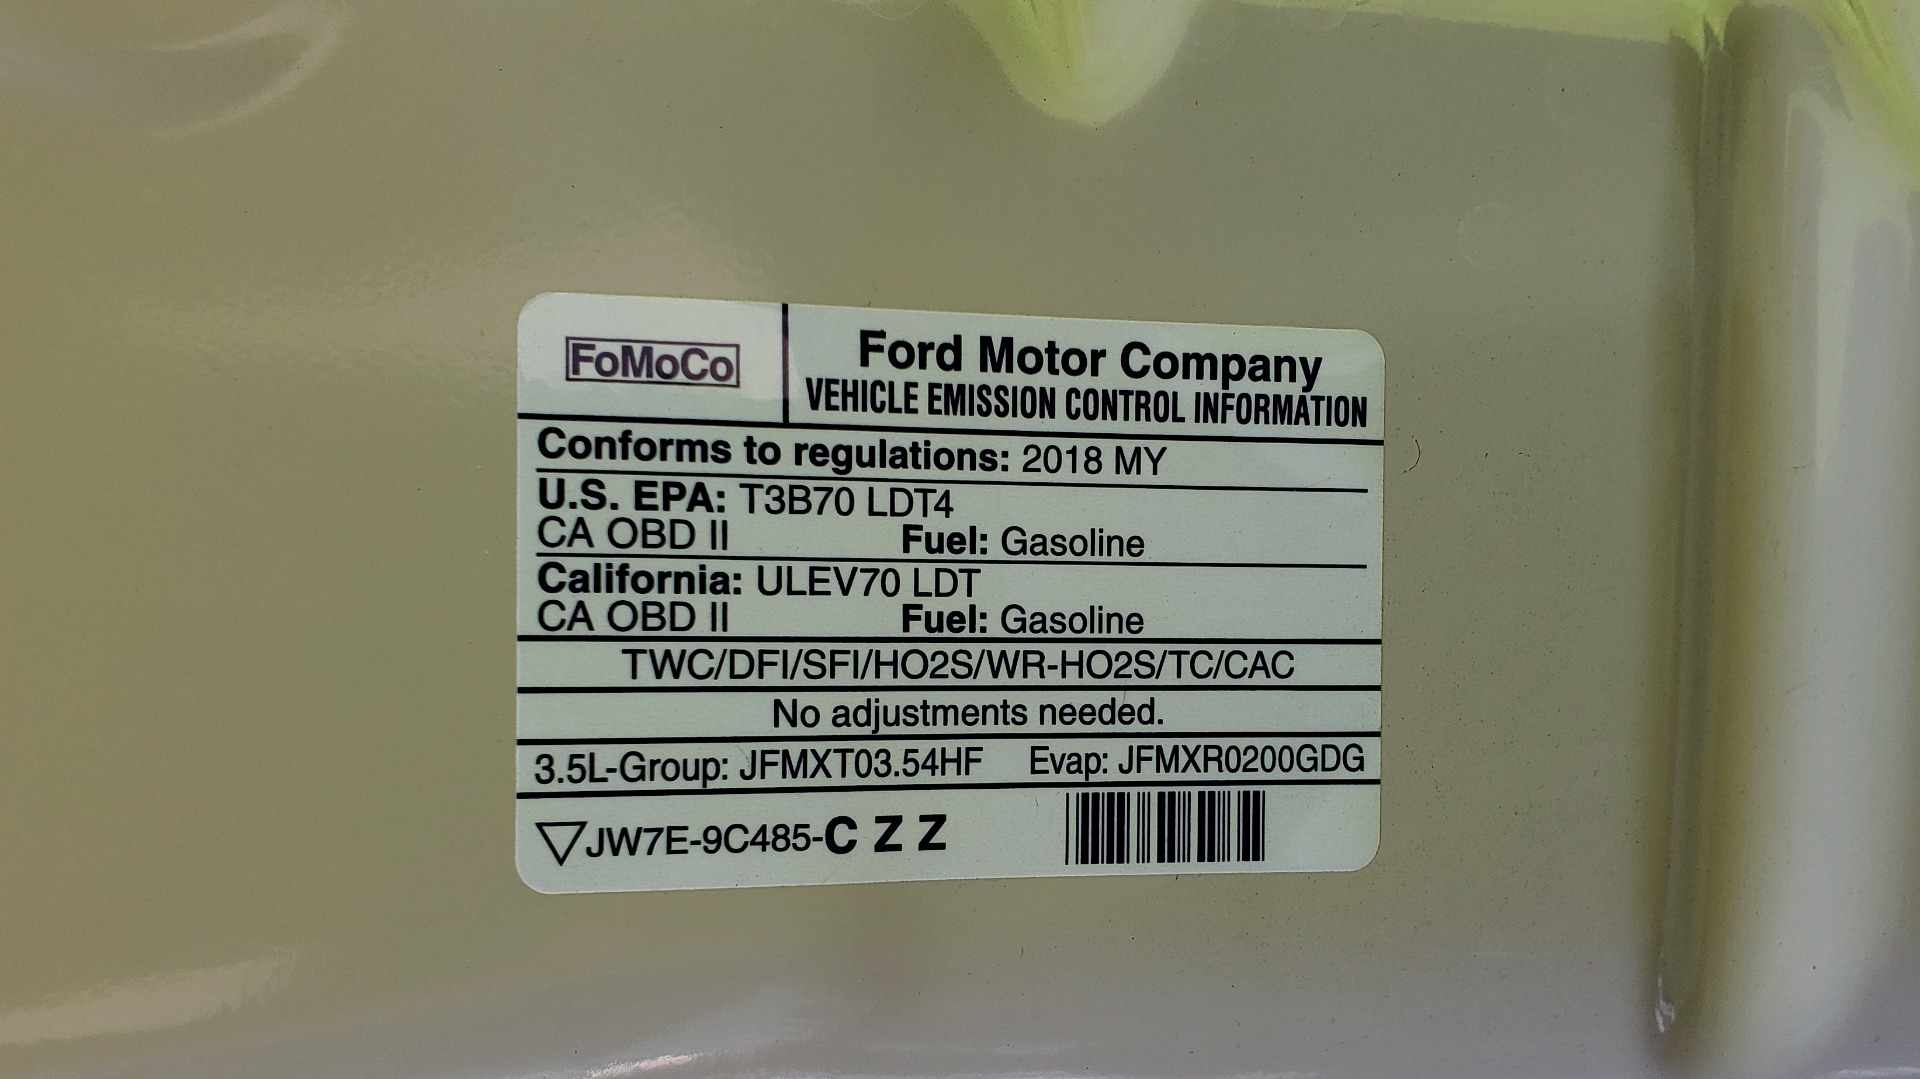 FoMoCo
Ford Motor Company
VEHICLE EMISSION CONTROL INFORMATION
Conforms to regulations: 2018 MY
U.S. EPA: T3B70 LDT4
CA OBD II Fuel: Gasoline
California: ULEV70 LDT
CA OBD II Fuel: Gasoline
TWC/DFI/SFI/HO2S/WR-HO2S/TC/CAC
No adjustments needed.
3.5L-Group: JFMXT03.54HF Evap: JFMXR0200GDG
▽JW7E-9C485-C Z Z